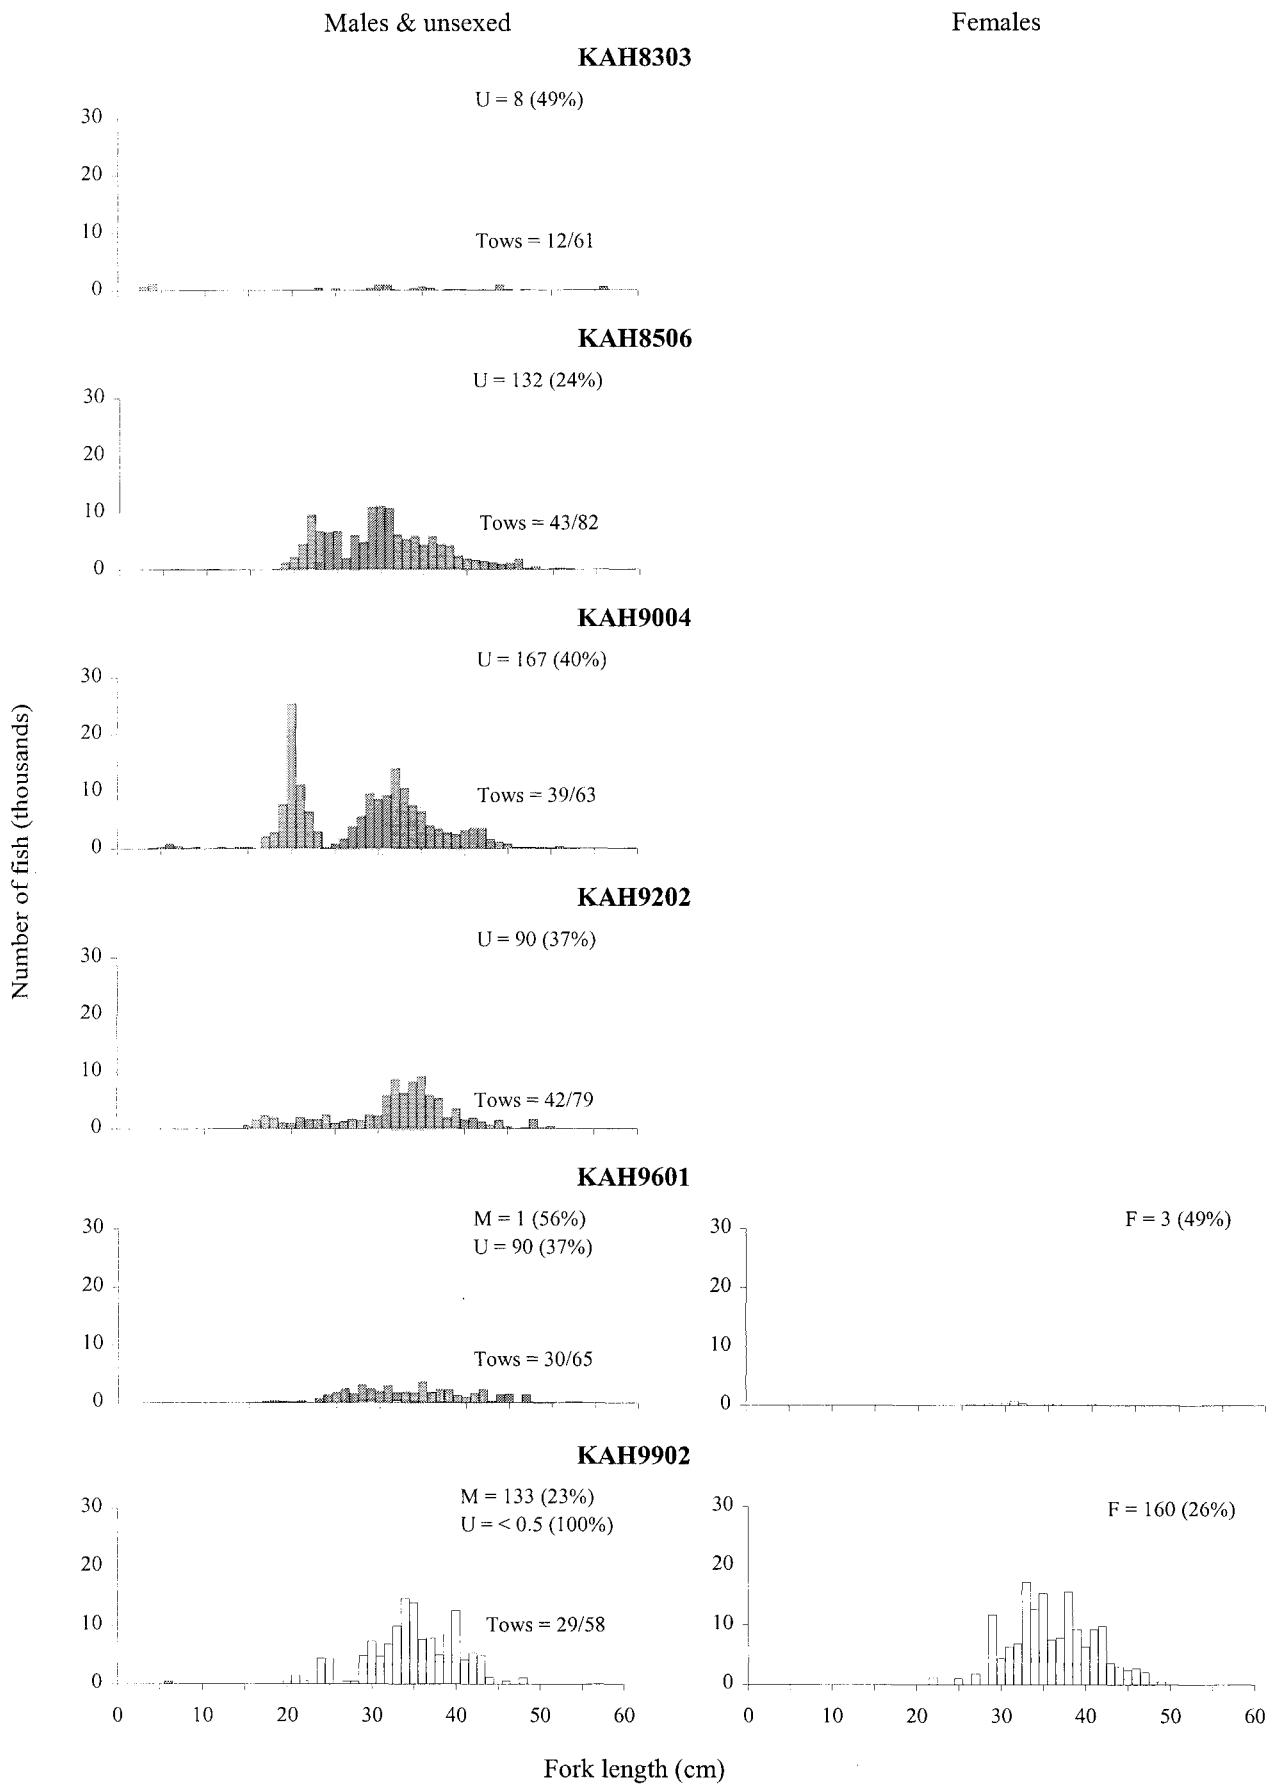 Males & unsexed Females
KAH8303
U = 8 (49%)
30
20
10
0
Tows = 12/61
KAH8506
U = 132 (24%)
30
20
10
0
Tows = 43/82
KAH9004
U = 167 (40%)
30
20
10
0
Tows = 39/63
KAH9202
U = 90 (37%)
30
20
10
0
Tows = 42/79
KAH9601
M = 1 (56%)
U = 90 (37%)
30
20
10
0
Tows = 30/65
F = 3 (49%)
30
20
10
0
KAH9902
M = 133 (23%)
U = < 0.5 (100%)
30
20
10
0
Tows = 29/58
F = 160 (26%)
30
20
10
0
0 10 20 30 40 50 60
0 10 20 30 40 50 60
Number of fish (thousands)
Fork length (cm)